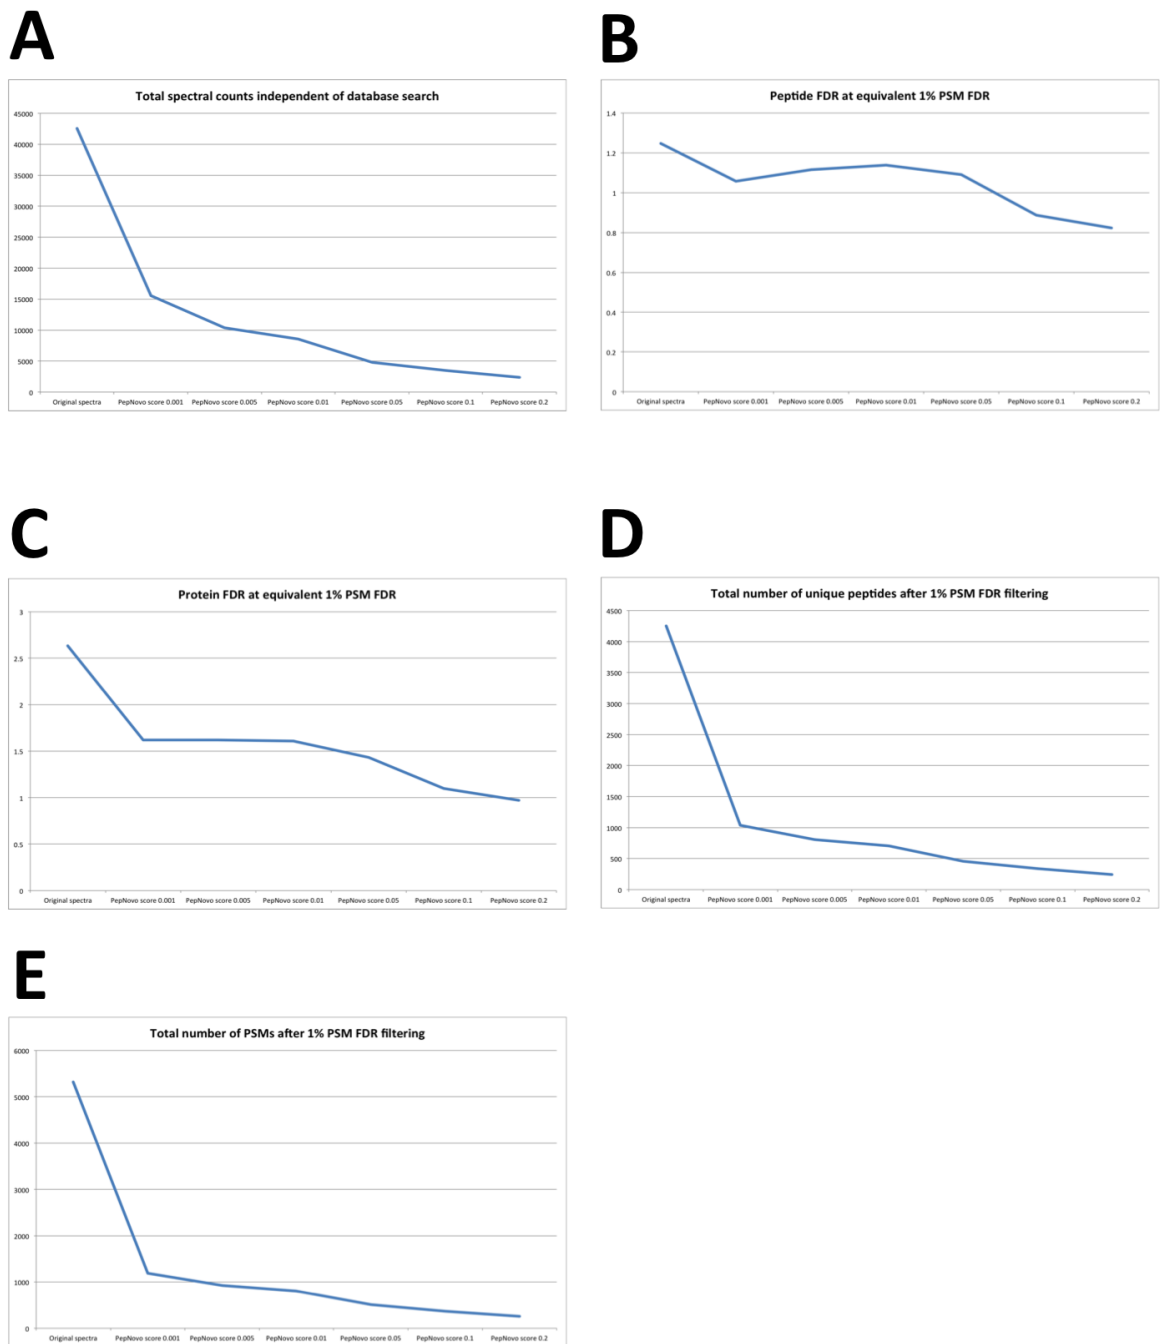 A
Total spectral counts independent of database search
45000
40000
35000
30000
25000
20000
15000
10000
5000
0
Original spectra PepNovo score 0.001 PepNovo score 0.005 PepNovo score 0.01 PepNovo score 0.05 PepNovo score 0.1 PepNovo score 0.2
B
Peptide FDR at equivalent 1% PSM FDR
1.4
1.2
1
0.8
0.6
0.4
0.2
0
Original spectra PepNovo score 0.001 PepNovo score 0.005 PepNovo score 0.01 PepNovo score 0.05 PepNovo score 0.1 PepNovo score 0.2
C
Protein FDR at equivalent 1% PSM FDR
3
2.5
2
1.5
1
0.5
0
Original spectra PepNovo score 0.001 PepNovo score 0.005 PepNovo score 0.01 PepNovo score 0.05 PepNovo score 0.1 PepNovo score 0.2
D
Total number of unique peptides after 1% PSM FDR filtering
4500
4000
3500
3000
2500
2000
1500
1000
500
0
Original spectra PepNovo score 0.001 PepNovo score 0.005 PepNovo score 0.01 PepNovo score 0.05 PepNovo score 0.1 PepNovo score 0.2
E
Total number of PSMs after 1% PSM FDR filtering
6000
5000
4000
3000
2000
1000
0
Original spectra PepNovo score 0.001 PepNovo score 0.005 PepNovo score 0.01 PepNovo score 0.05 PepNovo score 0.1 PepNovo score 0.2